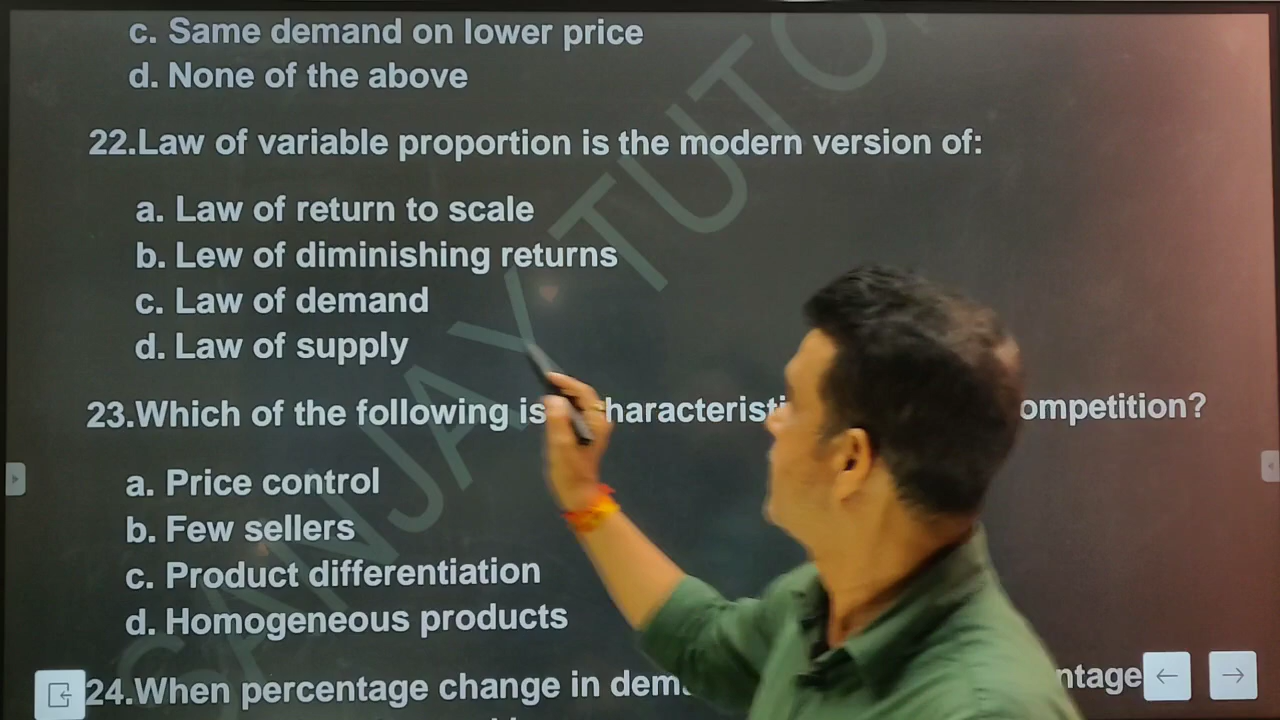 c. Same demand on lower price
d. None of the above
22.Law of variable proportion is the modern version of:
a. Law of return to scale
b. Lew of diminishing returns
c. Law of demand
d. Law of supply
23.Which of the following is haracteristi ompetition?
a. Price control
b. Few sellers
c. Product differentiation
d. Homogeneous products
24.When percentage change in dem ntage
SANJAY TUTO